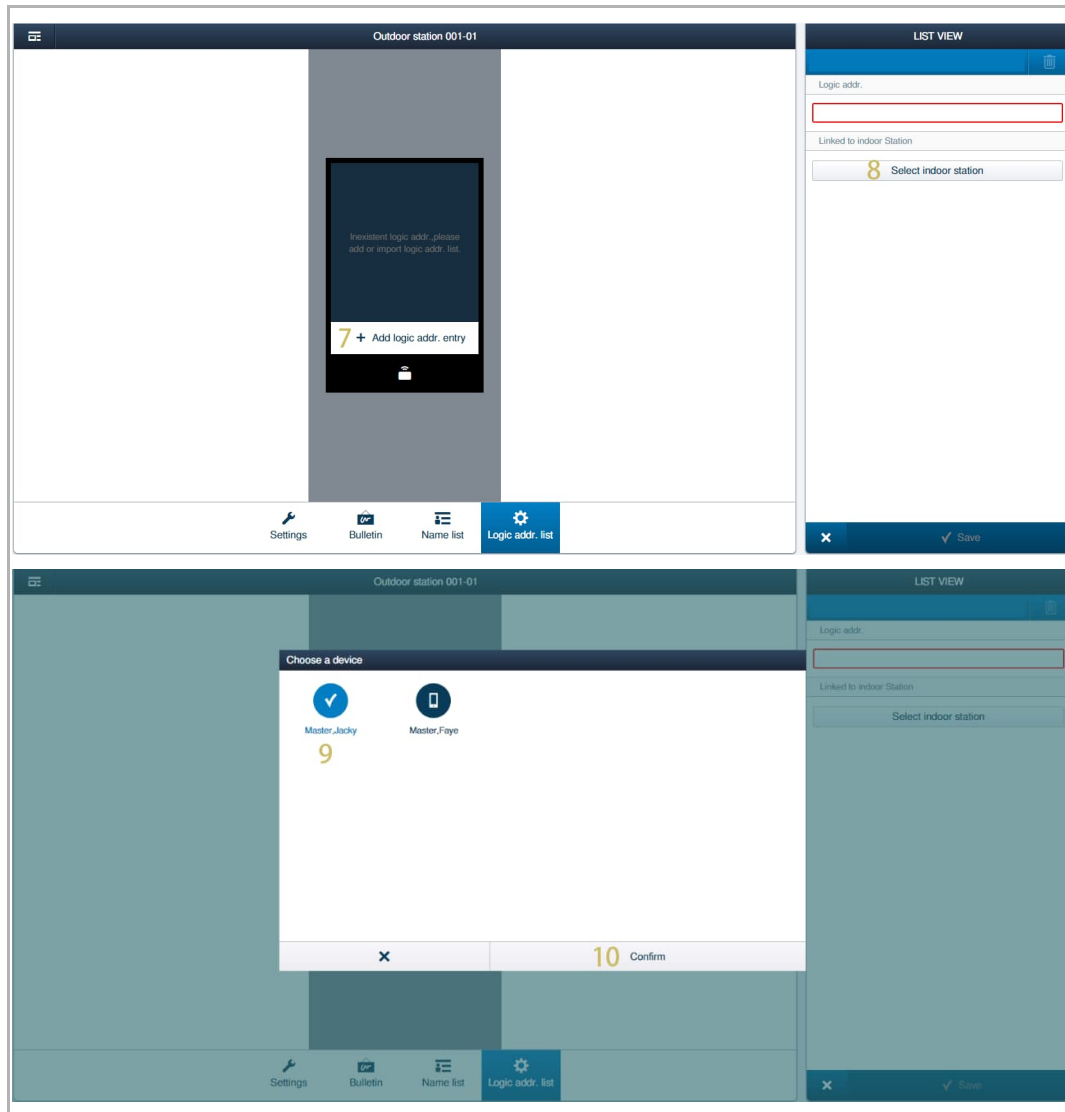 Outdoor station 001-01
LIST VIEW
Logic addr.
Linked to indoor Station
8 Select indoor station
Inexistent logic addr.,please
add or import logic addr. list.
7 + Add logic addr. entry
Settings
Bulletin
Name list
Logic addr. list
Save
Outdoor station 001-01
LIST VIEW
Logic addr.
Linked to indoor Station
Select indoor station
Choose a device
Master,Jacky
Master,Faye
9
10 Confirm
Settings
Bulletin
Name list
Logic addr. list
Save